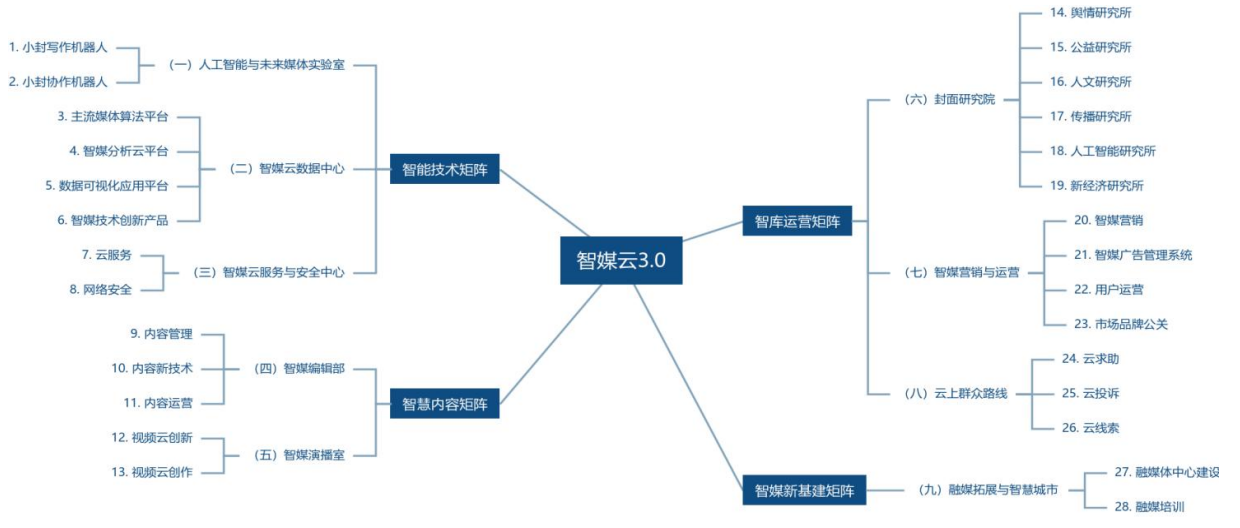 智媒云3.0
智能技术矩阵
（一）人工智能与未来媒体实验室
1. 小封写作机器人
2. 小封协作机器人
（二）智媒云数据中心
3. 主流媒体算法平台
4. 智媒分析云平台
5. 数据可视化应用平台
6. 智媒技术创新产品
（三）智媒云服务与安全中心
7. 云服务
8. 网络安全
智慧内容矩阵
（四）智媒编辑部
9. 内容管理
10. 内容新技术
11. 内容运营
（五）智媒演播室
12. 视频云创新
13. 视频云创作
智库运营矩阵
（六）封面研究院
14. 舆情研究所
15. 公益研究所
16. 人文研究所
17. 传播研究所
18. 人工智能研究所
19. 新经济研究所
（七）智媒营销与运营
20. 智媒营销
21. 智媒广告管理系统
22. 用户运营
23. 市场品牌公关
（八）云上群众路线
24. 云求助
25. 云投诉
26. 云线索
智媒新基建矩阵
（九）融媒拓展与智慧城市
27. 融媒体中心建设
28. 融媒培训